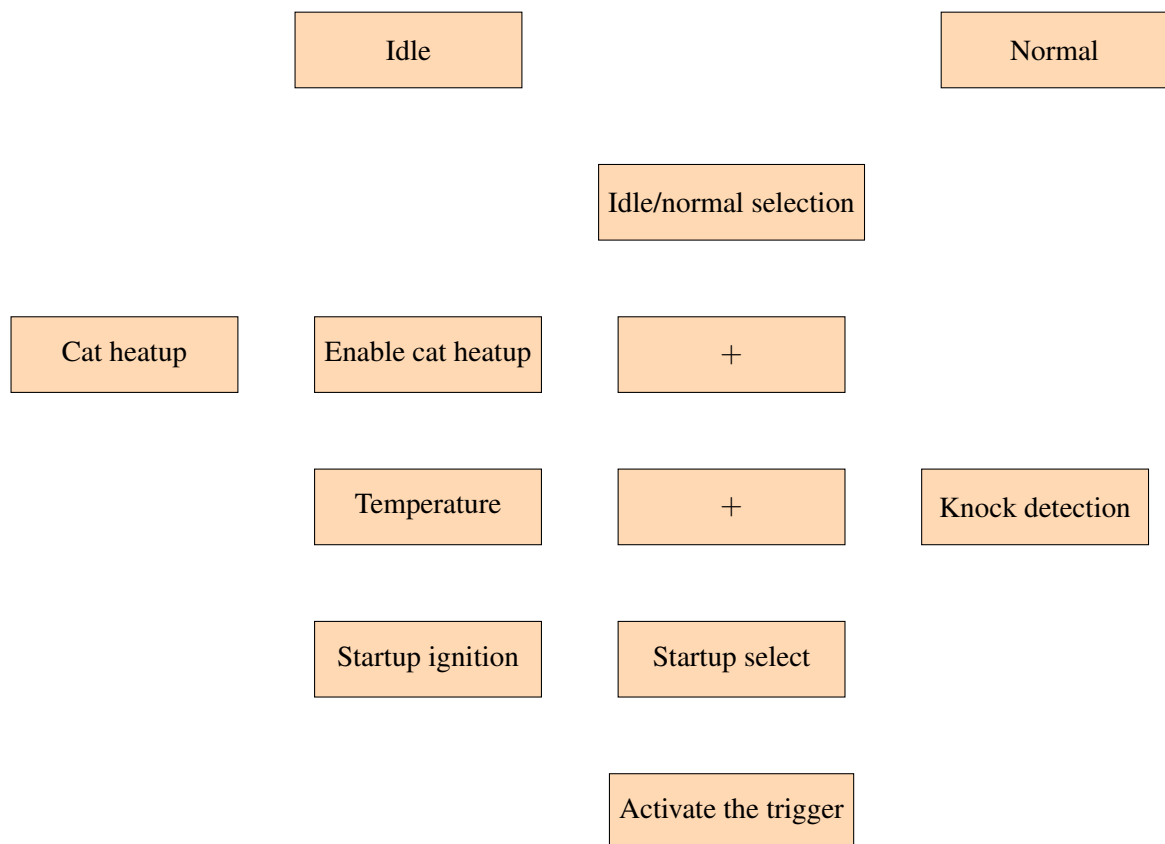 Idle
Normal
Idle/normal selection
Cat heatup
Enable cat heatup
+
Temperature
+
Knock detection
Startup ignition
Startup select
Activate the trigger